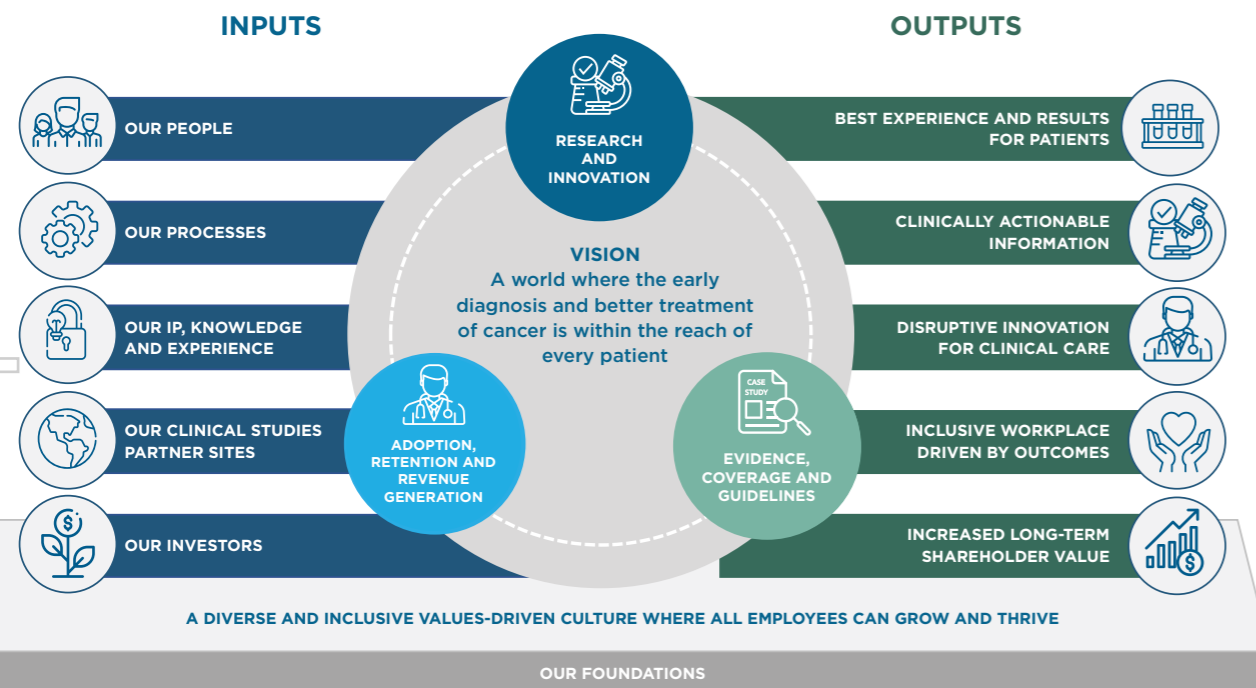 INPUTS
OUR PEOPLE
OUR PROCESSES
OUR IP, KNOWLEDGE
AND EXPERIENCE
OUR CLINICAL STUDIES
PARTNER SITES
$
OUR INVESTORS
RESEARCH
AND
INNOVATION
VISION
A world where the early
diagnosis and better treatment
of cancer is within the reach of
every patient
ADOPTION,
RETENTION AND
REVENUE
GENERATION
CASE
STUDY
EVIDENCE,
COVERAGE AND
GUIDELINES
OUTPUTS
BEST EXPERIENCE AND RESULTS
FOR PATIENTS
CLINICALLY ACTIONABLE
INFORMATION
DISRUPTIVE INNOVATION
FOR CLINICAL CARE
INCLUSIVE WORKPLACE
DRIVEN BY OUTCOMES
INCREASED LONG-TERM
SHAREHOLDER VALUE
$
A DIVERSE AND INCLUSIVE VALUES-DRIVEN CULTURE WHERE ALL EMPLOYEES CAN GROW AND THRIVE
OUR FOUNDATIONS